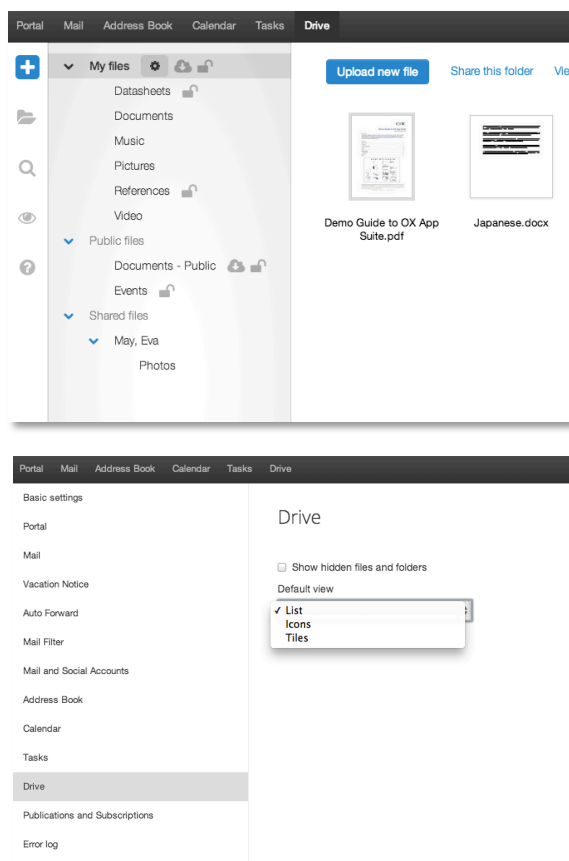 Portal Mail Address Book Calendar Tasks Drive
My files
Datasheets
Documents
Music
Pictures
References
Video
Public files
Documents - Public
Events
Shared files
May, Eva
Photos
Upload new file Share this folder Vie
Demo Guide to OX App
Suite.pdf
Japanese.docx
Portal Mail Address Book Calendar Tasks Drive
Basic settings
Portal
Mail
Vacation Notice
Auto Forward
Mail Filter
Mail and Social Accounts
Address Book
Calendar
Tasks
Drive
Publications and Subscriptions
Error log
Drive
Show hidden files and folders
Default view
List
Icons
Tiles